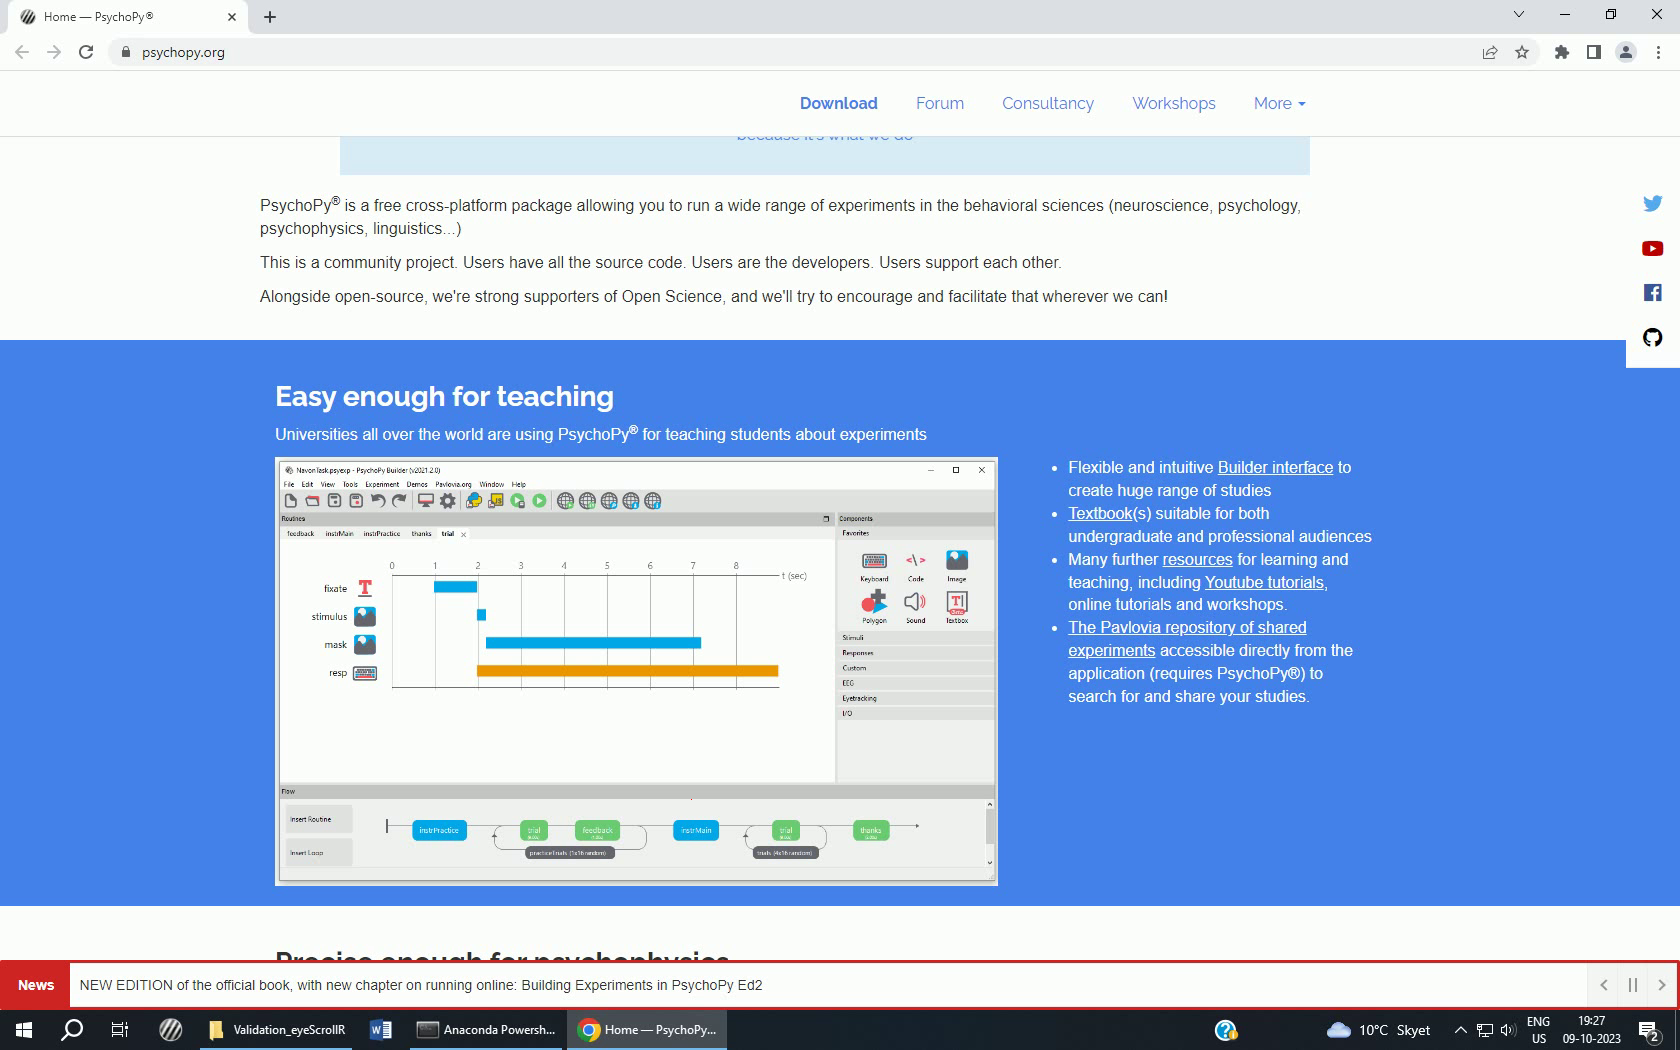 Home — PsychoPy®
psychopy.org
Download
Forum
Consultancy
Workshops
More
because it's what we do
PsychoPy® is a free cross-platform package allowing you to run a wide range of experiments in the behavioral sciences (neuroscience, psychology,
psychophysics, linguistics...)
This is a community project. Users have all the source code. Users are the developers. Users support each other.
Alongside open-source, we're strong supporters of Open Science, and we'll try to encourage and facilitate that wherever we can!
Easy enough for teaching
Universities all over the world are using PsychoPy® for teaching students about experiments
NavonTask.psyexp - PsychoPy Builder (v2021.2.0)
File Edit View Tools Experiment Demos Pavlovia.org Window Help
Routines
feedback instrMain instrPractice thanks trial
0 1 2 3 4 5 6 7 8
t (sec)
fixate
stimulus
mask
resp
Components
Favorites
Keyboard Code Image
Polygon Sound Textbox
Stimuli
Responses
Custom
EEG
Eyetracking
I/O
Flow
Insert Routine
Insert Loop
instrPractice
trial
feedback
practiceTrials (1x16 random)
instrMain
trial
trials (4x16 random)
thanks
• Flexible and intuitive Builder interface to
create huge range of studies
• Textbook(s) suitable for both
undergraduate and professional audiences
• Many further resources for learning and
teaching, including Youtube tutorials,
online tutorials and workshops.
• The Pavlovia repository of shared
experiments accessible directly from the
application (requires PsychoPy®) to
search for and share your studies.
Precise enough for psychophysics
News
NEW EDITION of the official book, with new chapter on running online: Building Experiments in PsychoPy Ed2
Validation_eyeScrollR
Anaconda Powersh...
Home — PsychoPy...
10°C Skyet
ENG
US
19:27
09-10-2023
2